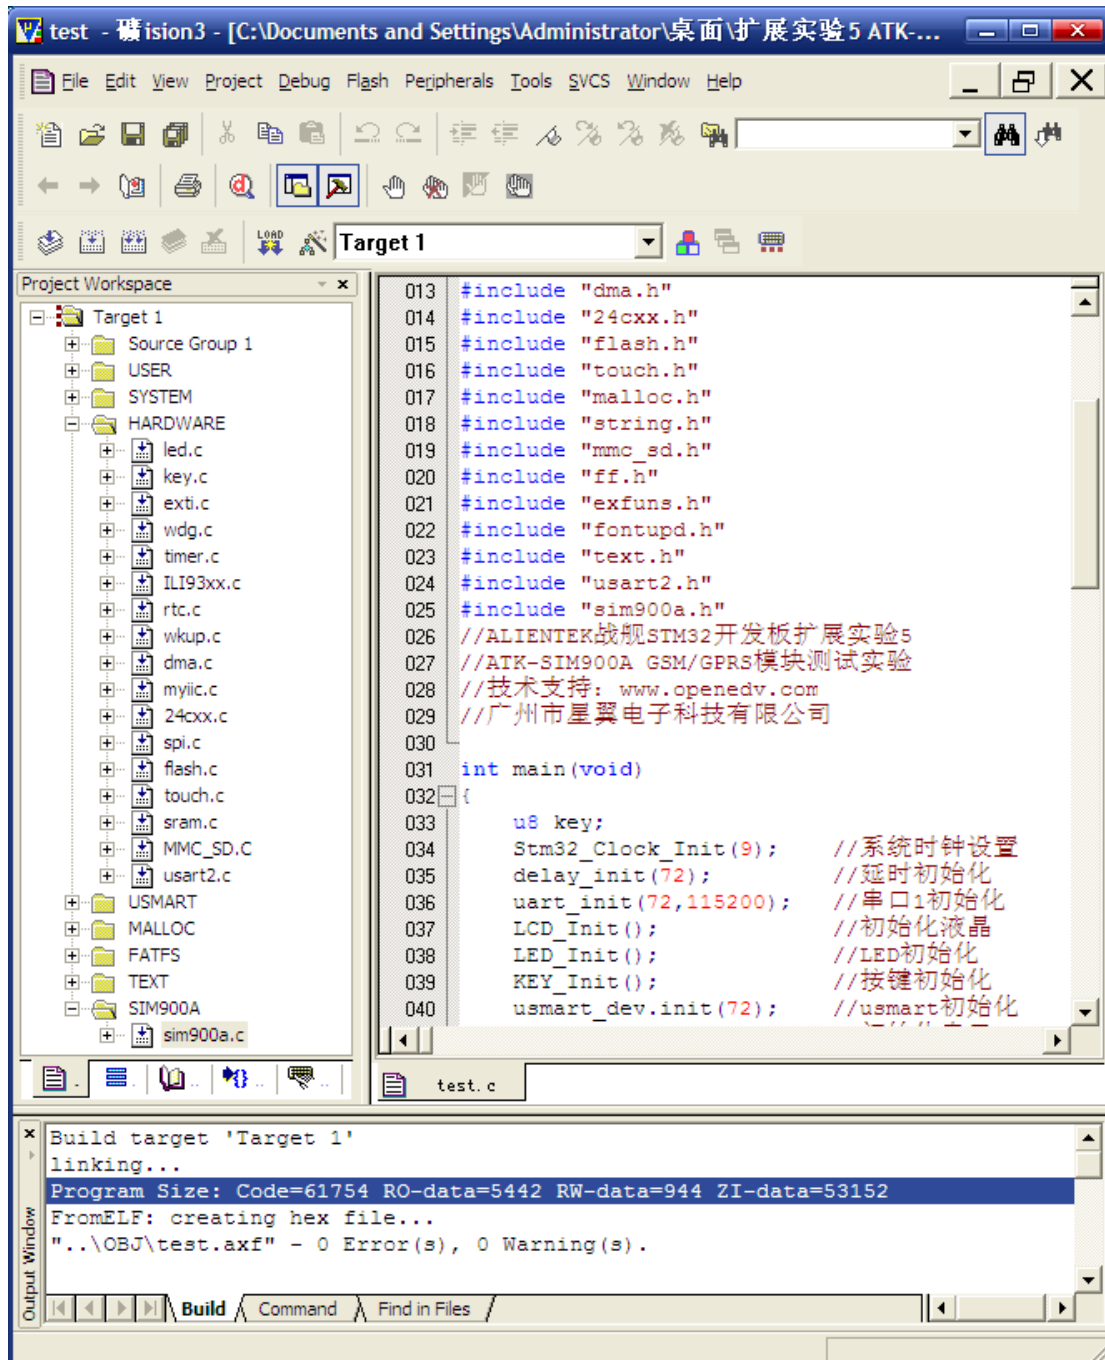 test - 礦ision3 - [C:\Documents and Settings\Administrator\桌面\扩展实验5 ATK-...
File Edit View Project Debug Flash Peripherals Tools SVCS Window Help
LOAD
Target 1
Project Workspace
Target 1
Source Group 1
USER
SYSTEM
HARDWARE
led.c
key.c
exti.c
wdg.c
timer.c
ILI93xx.c
rtc.c
wkup.c
dma.c
myiic.c
24cxx.c
spi.c
flash.c
touch.c
sram.c
MMC_SD.C
usart2.c
USMART
MALLOC
FATFS
TEXT
SIM900A
sim900a.c
013 #include "dma.h"
014 #include "24cxx.h"
015 #include "flash.h"
016 #include "touch.h"
017 #include "malloc.h"
018 #include "string.h"
019 #include "mmc_sd.h"
020 #include "ff.h"
021 #include "exfuns.h"
022 #include "fontupd.h"
023 #include "text.h"
024 #include "usart2.h"
025 #include "sim900a.h"
026 //ALIENTEK战舰STM32开发板扩展实验5
027 //ATK-SIM900A GSM/GPRS模块测试实验
028 //技术支持：www.openedv.com
029 //广州市星翼电子科技有限公司
030
031 int main(void)
032 {
033 u8 key;
034 Stm32_Clock_Init(9); //系统时钟设置
035 delay_init(72); //延时初始化
036 uart_init(72,115200); //串口1初始化
037 LCD_Init(); //初始化液晶
038 LED_Init(); //LED初始化
039 KEY_Init(); //按键初始化
040 usmart_dev.init(72); //usmart初始化
test.c
Output Window
Build target 'Target 1'
linking...
Program Size: Code=61754 RO-data=5442 RW-data=944 ZI-data=53152
FromELF: creating hex file...
"..\OBJ\test.axf" - 0 Error(s), 0 Warning(s).
Build Command Find in Files